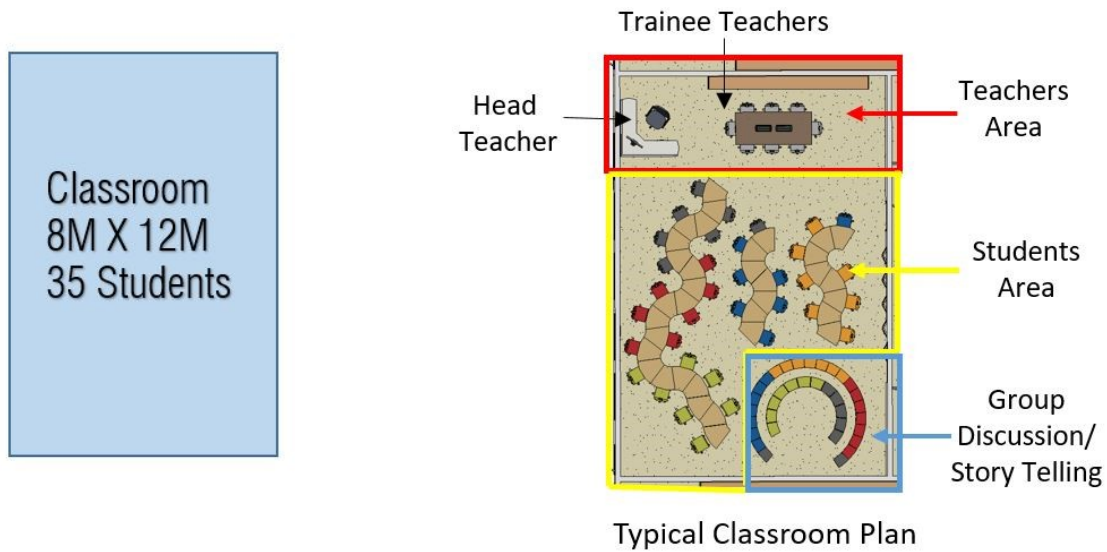 Classroom
8M X 12M
35 Students
Trainee Teachers
Head
Teacher
Teachers
Area
Students
Area
Group
Discussion/
Story Telling
Typical Classroom Plan